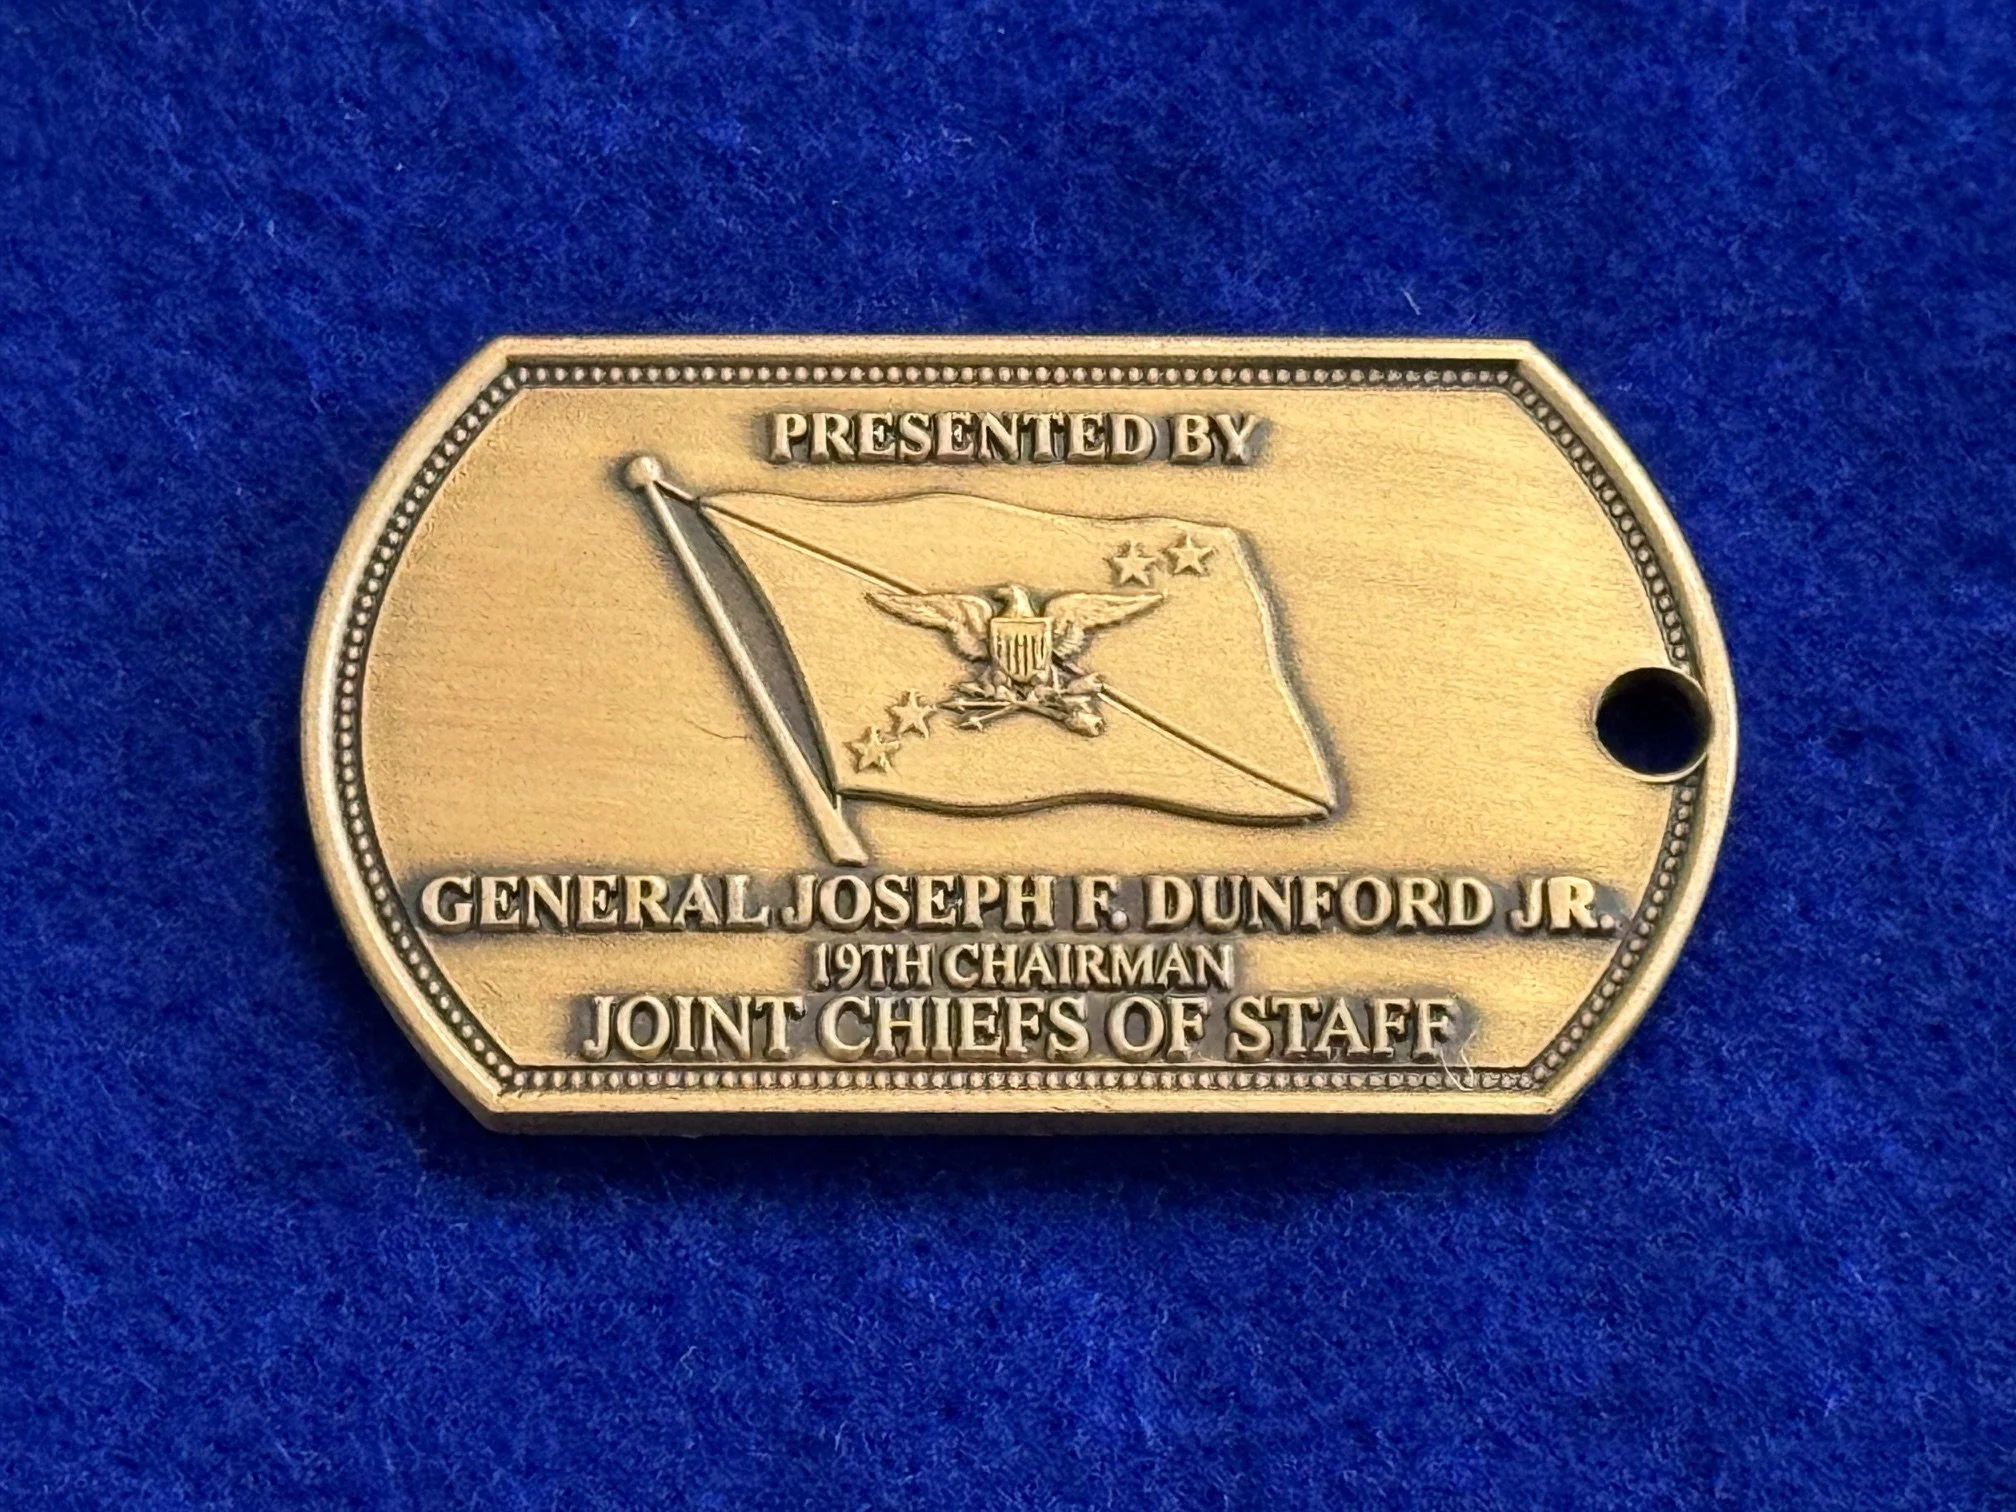 PRESENTED BY
GENERAL JOSEPH F. DUNFORD JR.
19TH CHAIRMAN
JOINT CHIEFS OF STAFF